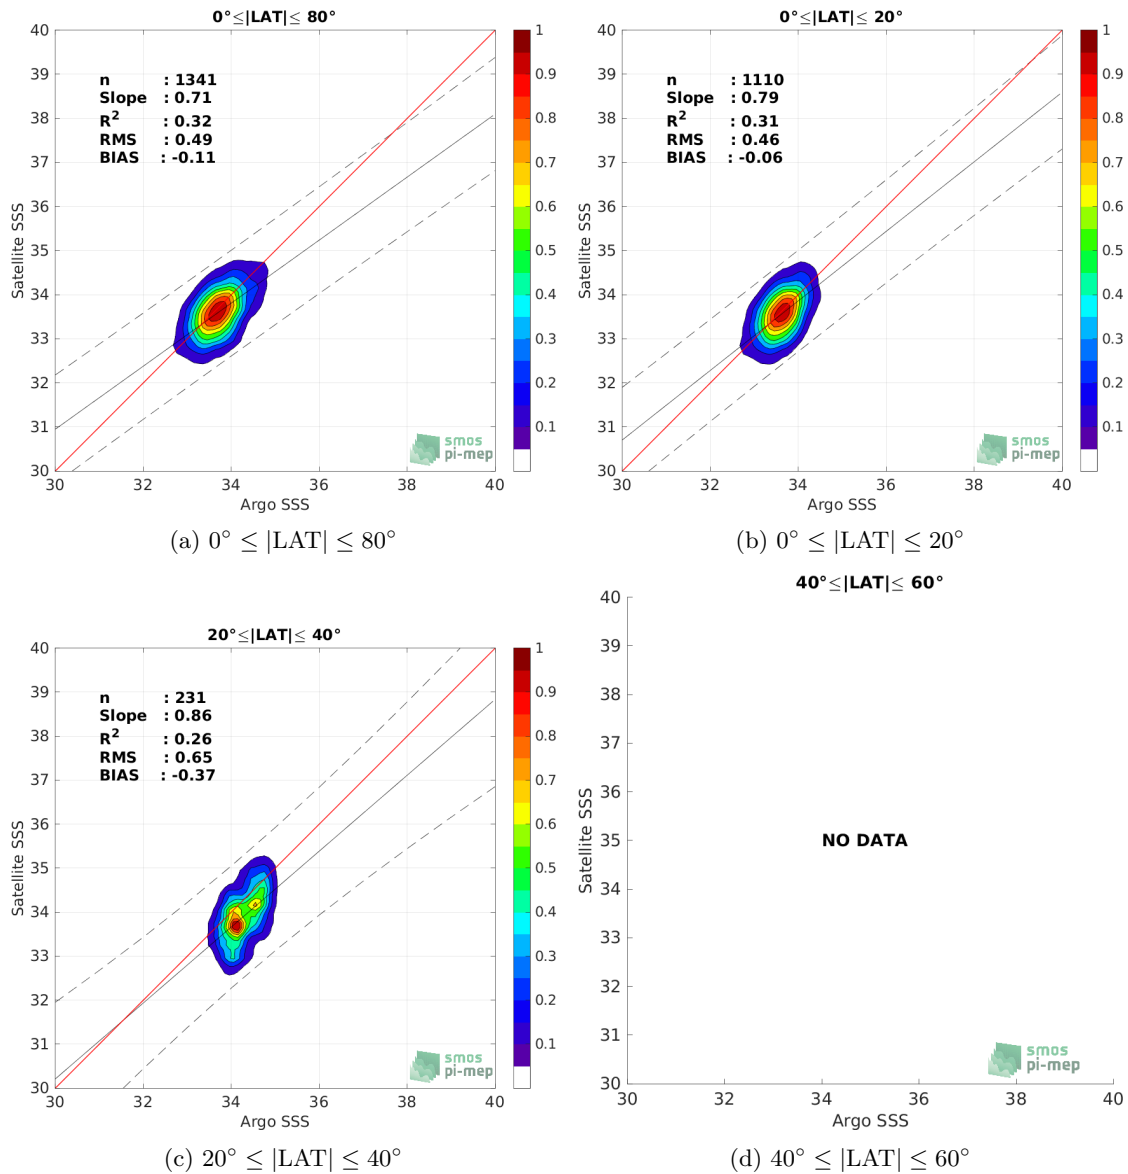 0°≤|LAT|≤ 80°
n : 1341
Slope : 0.71
R² : 0.32
RMS : 0.49
BIAS : -0.11
Satellite SSS
40
39
38
37
36
35
34
33
32
31
30
30 32 34 36 38 40
Argo SSS
1
0.9
0.8
0.7
0.6
0.5
0.4
0.3
0.2
0.1
smos
pi-mep
(a) 0° ≤ |LAT| ≤ 80°
0°≤|LAT|≤ 20°
n : 1110
Slope : 0.79
R² : 0.31
RMS : 0.46
BIAS : -0.06
Satellite SSS
40
39
38
37
36
35
34
33
32
31
30
30 32 34 36 38 40
Argo SSS
1
0.9
0.8
0.7
0.6
0.5
0.4
0.3
0.2
0.1
smos
pi-mep
(b) 0° ≤ |LAT| ≤ 20°
20°≤|LAT|≤ 40°
n : 231
Slope : 0.86
R² : 0.26
RMS : 0.65
BIAS : -0.37
Satellite SSS
40
39
38
37
36
35
34
33
32
31
30
30 32 34 36 38 40
Argo SSS
1
0.9
0.8
0.7
0.6
0.5
0.4
0.3
0.2
0.1
smos
pi-mep
(c) 20° ≤ |LAT| ≤ 40°
40°≤|LAT|≤ 60°
Satellite SSS
40
39
38
37
36
35
34
33
32
31
30
NO DATA
30 32 34 36 38 40
Argo SSS
smos
pi-mep
(d) 40° ≤ |LAT| ≤ 60°